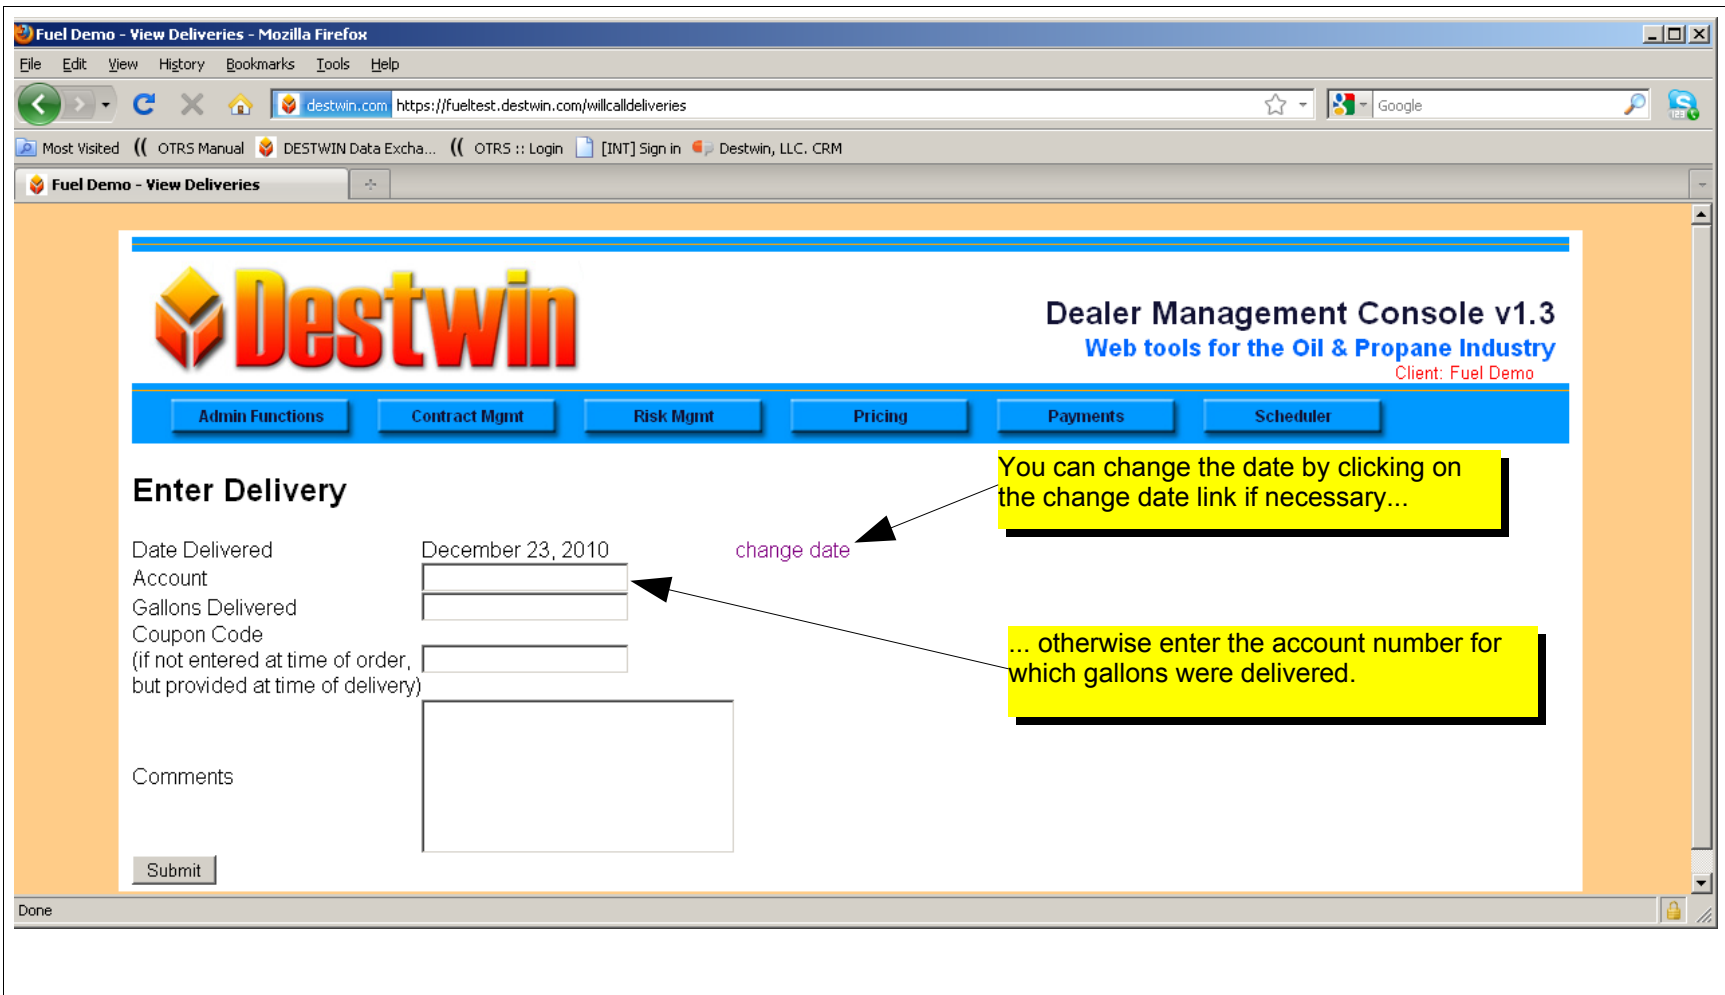 Fuel Demo - View Deliveries - Mozilla Firefox
File Edit View History Bookmarks Tools Help
destwin.com https://fueltest.destwin.com/willcalldeliveries Google
Most Visited OTRS Manual DESTWIN Data Excha... OTRS :: Login [INT] Sign in Destwin, LLC. CRM
Fuel Demo - View Deliveries
Destwin
Dealer Management Console v1.3
Web tools for the Oil & Propane Industry
Client: Fuel Demo
Admin Functions Contract Mgmt Risk Mgmt Pricing Payments Scheduler
You can change the date by clicking on
the change date link if necessary...
Enter Delivery
Date Delivered December 23, 2010 change date
Account
Gallons Delivered
Coupon Code
(if not entered at time of order,
but provided at time of delivery)
... otherwise enter the account number for
which gallons were delivered.
Comments
Submit
Done